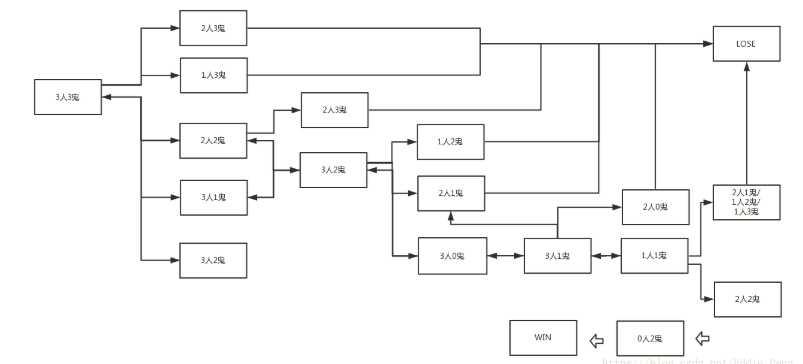 2人3鬼
LOSE
1人3鬼
3人3鬼
2人3鬼
2人2鬼
1人2鬼
3人2鬼
3人1鬼
2人1鬼
2人0鬼
2人1鬼/
1人2鬼/
1人3鬼
3人2鬼
3人0鬼
3人1鬼
1人1鬼
2人2鬼
WIN
0人2鬼
https://blog.csdn.net/Eddie_Peng